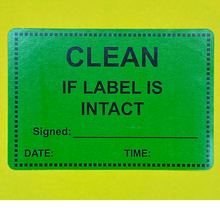 CLEAN
IF LABEL IS
INTACT
Signed:
DATE: TIME: